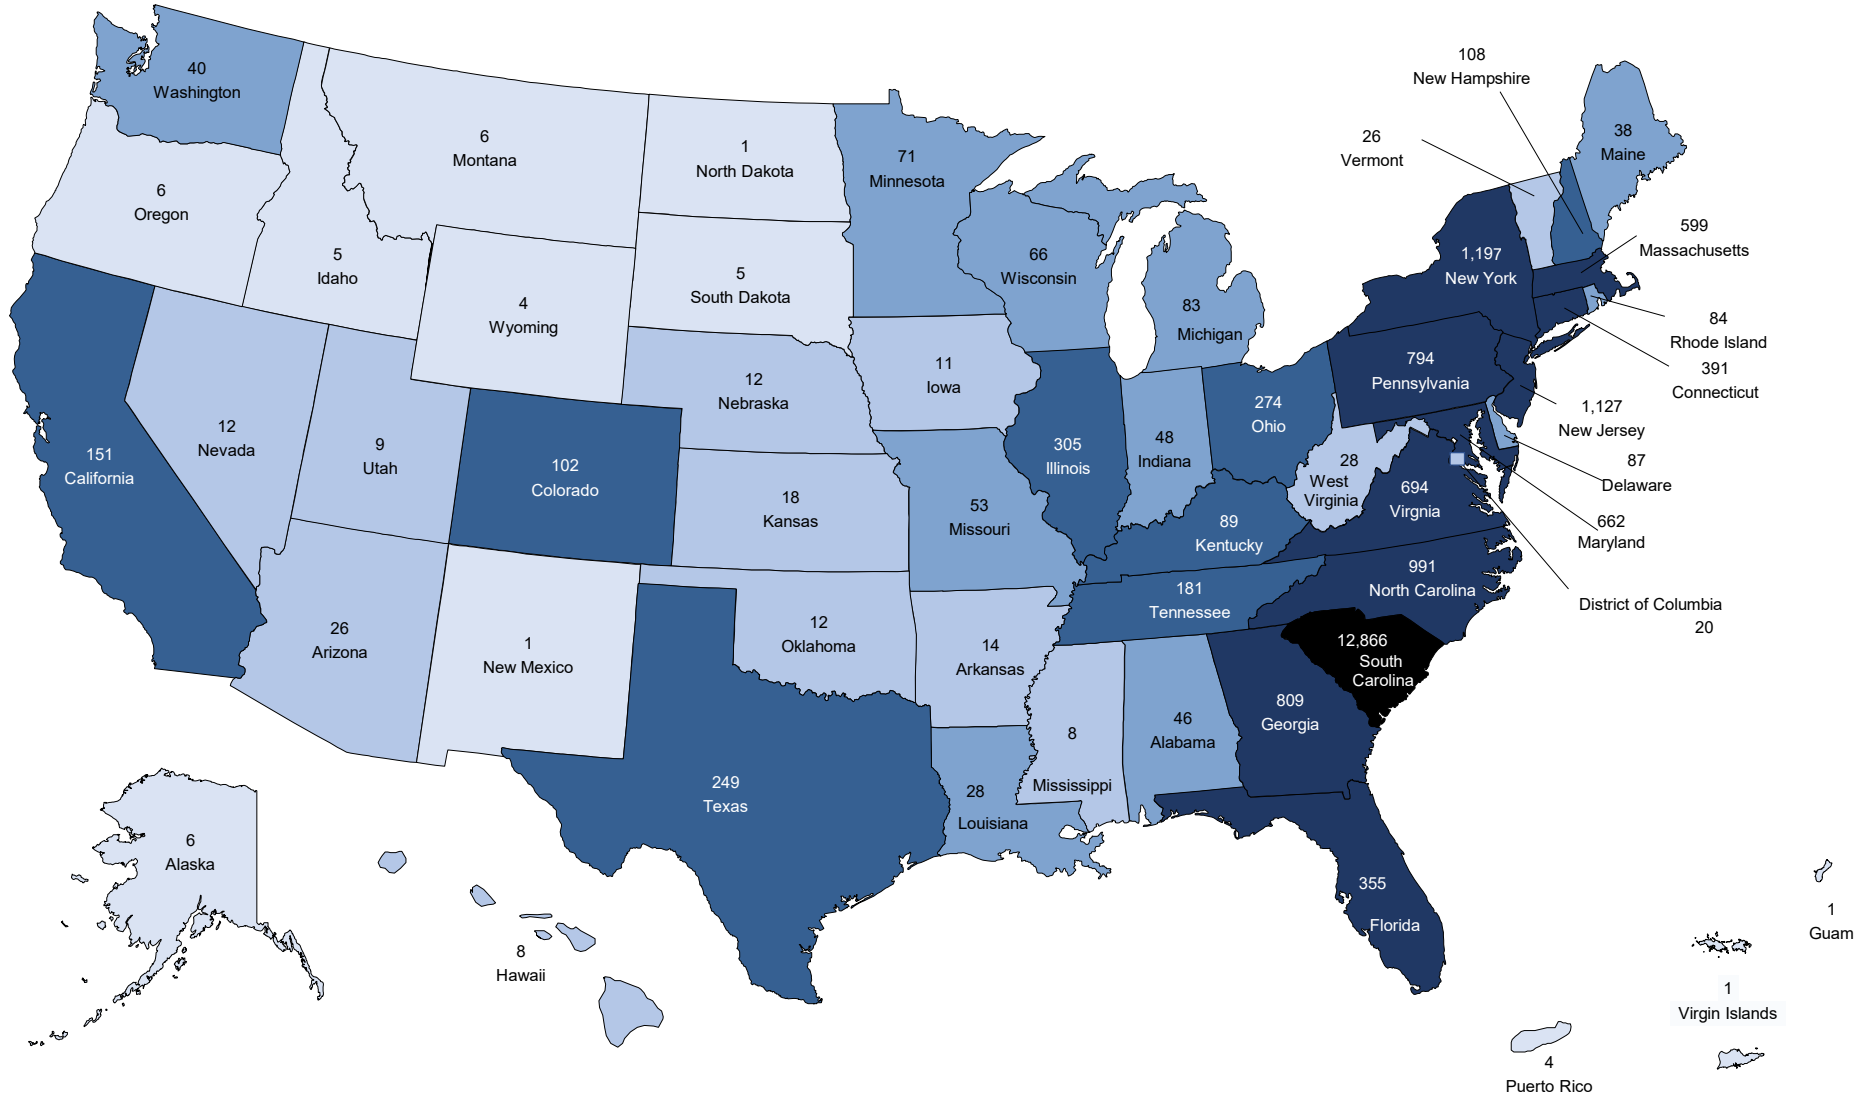 108
New Hampshire
40
Washington
26
Vermont
38
Maine
6
Montana
1
North Dakota
71
Minnesota
6
Oregon
599
Massachusetts
5
Idaho
5
South Dakota
66
Wisconsin
1,197
New York
4
Wyoming
83
Michigan
84
Rhode Island
11
Iowa
794
Pennsylvania
391
Connecticut
12
Nebraska
274
Ohio
1,127
New Jersey
12
Nevada
9
Utah
151
California
102
Colorado
305
Illinois
48
Indiana
28
West
Virginia
87
Delaware
18
Kansas
53
Missouri
694
Virgnia
89
Kentucky
662
Maryland
991
North Carolina
181
Tennessee
District of Columbia
20
26
Arizona
1
New Mexico
12
Oklahoma
14
Arkansas
12,866
South
Carolina
8
Mississippi
46
Alabama
809
Georgia
249
Texas
28
Louisiana
6
Alaska
355
Florida
8
Hawaii
1
Guam
1
Virgin Islands
4
Puerto Rico